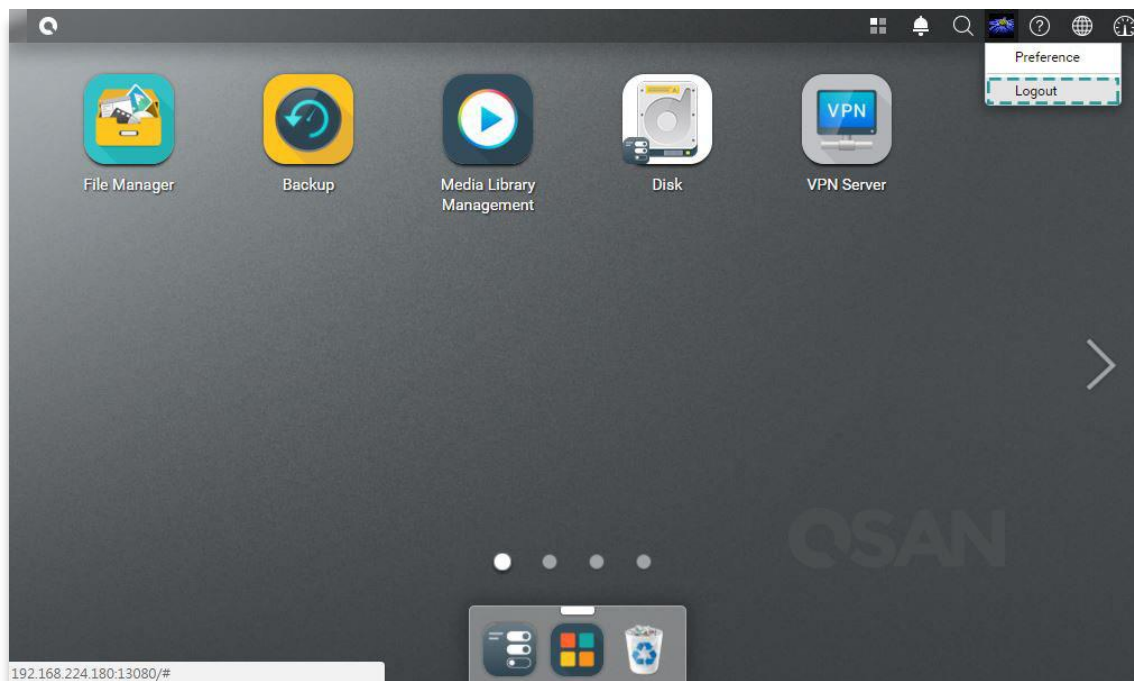 Preference
Logout
VPN
File Manager
Backup
Media Library
Management
Disk
VPN Server
QSAN
192.168.224.180:13080/#